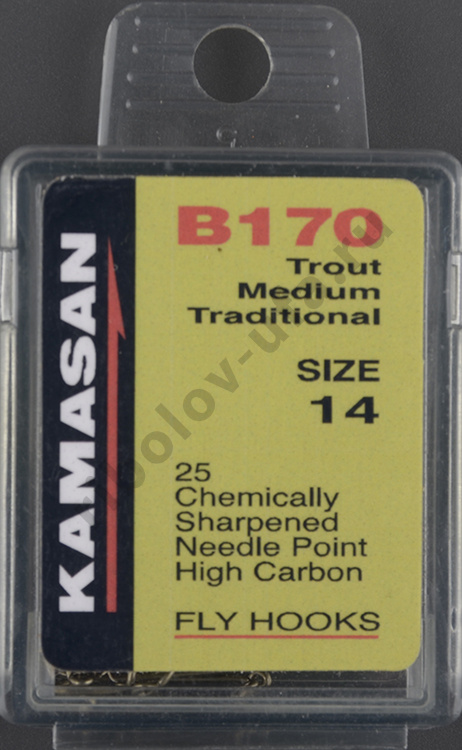 KAMASAN
B170
Trout
Medium
Traditional
SIZE
14
25
Chemically
Sharpened
Needle Point
High Carbon
FLY HOOKS